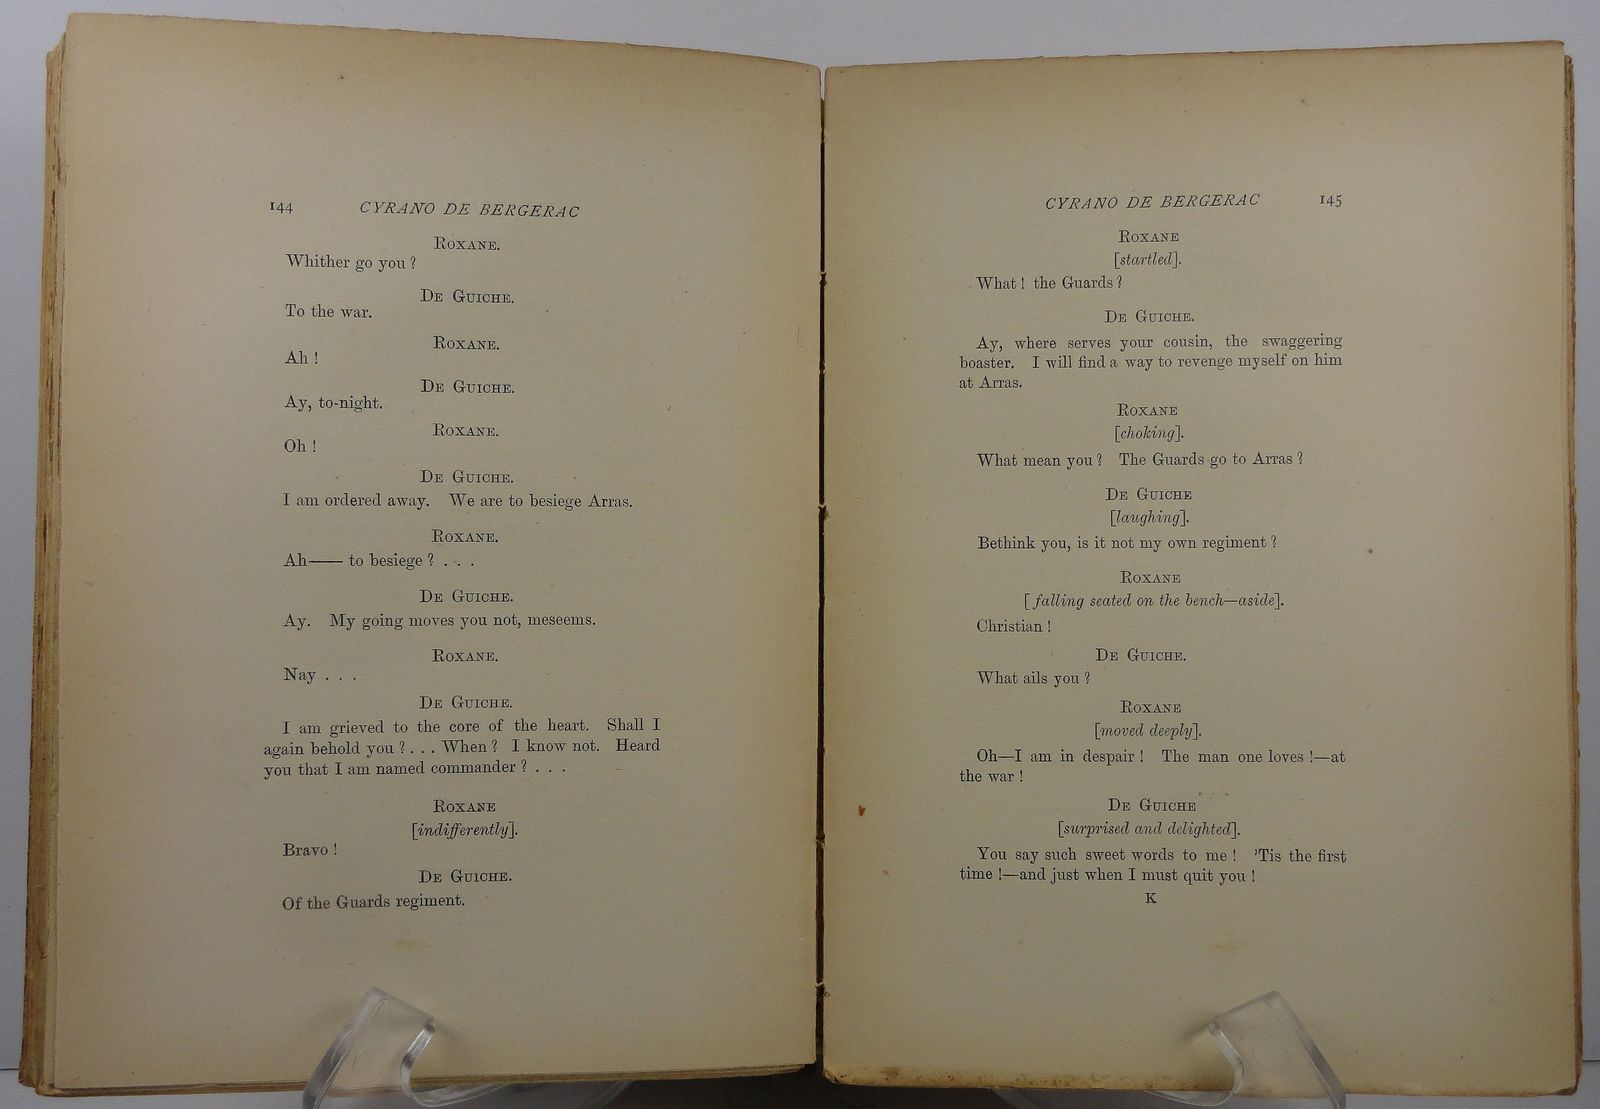 144 CYRANO DE BERGERAC
ROXANE.
Whither go you ?
DE GUICHE.
To the war.
ROXANE.
Ah !
DE GUICHE.
Ay, to-night.
ROXANE.
Oh !
DE GUICHE.
I am ordered away. We are to besiege Arras.
ROXANE.
Ah—— to besiege ? . . .
DE GUICHE.
Ay. My going moves you not, meseems.
ROXANE.
Nay . . .
DE GUICHE.
I am grieved to the core of the heart. Shall I
again behold you ? . . . When ? I know not. Heard
you that I am named commander ? . . .
ROXANE
[indifferently].
Bravo !
DE GUICHE.
Of the Guards regiment.
CYRANO DE BERGERAC 145
ROXANE
[startled].
What ! the Guards ?
DE GUICHE.
Ay, where serves your cousin, the swaggering
boaster. I will find a way to revenge myself on him
at Arras.
ROXANE
[choking].
What mean you ? The Guards go to Arras ?
DE GUICHE
[laughing].
Bethink you, is it not my own regiment ?
ROXANE
[falling seated on the bench—aside].
Christian !
DE GUICHE.
What ails you ?
ROXANE
[moved deeply].
Oh—I am in despair ! The man one loves !—at
the war !
DE GUICHE
[surprised and delighted].
You say such sweet words to me ! 'Tis the first
time !—and just when I must quit you !
K